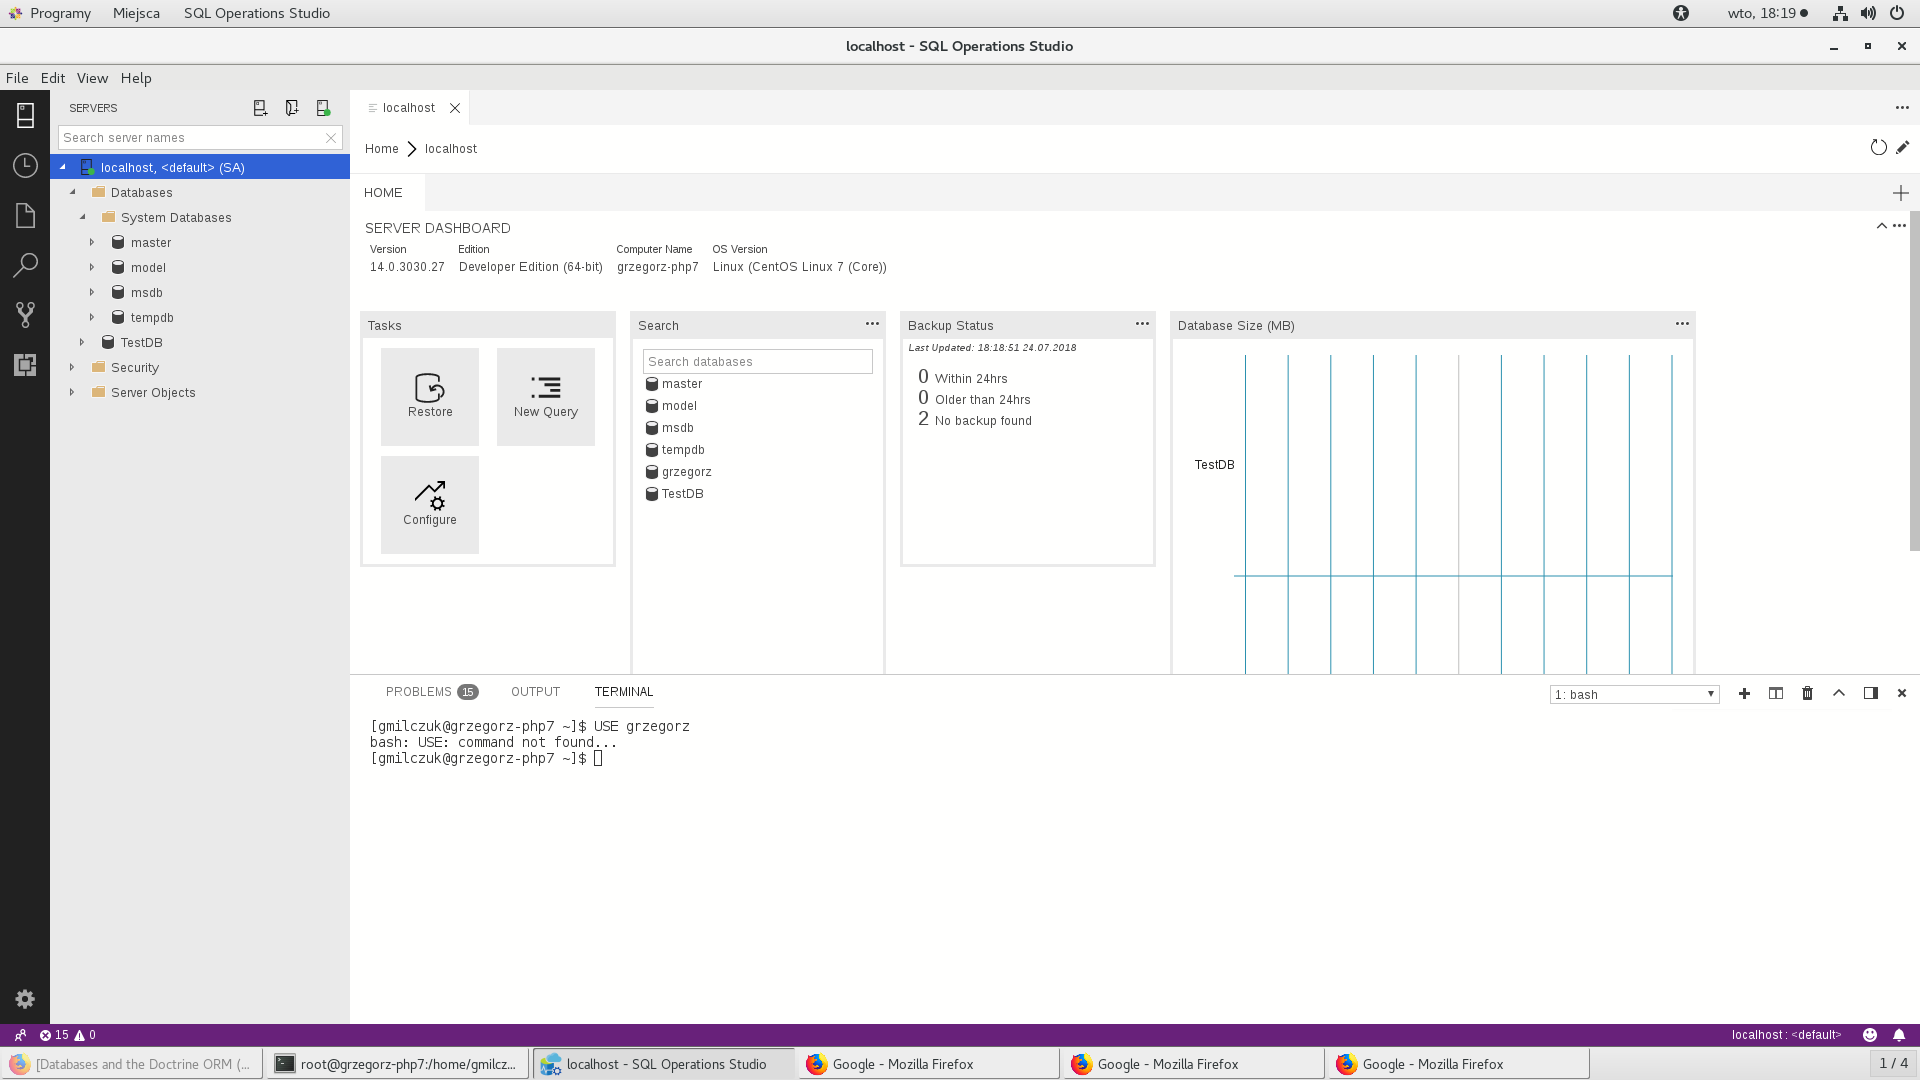 Programy Miejsca SQL Operations Studio wto, 18:19
localhost - SQL Operations Studio
File Edit View Help
SERVERS
Search server names
localhost, <default> (SA)
Databases
System Databases
master
model
msdb
tempdb
TestDB
Security
Server Objects
localhost
Home localhost
HOME
SERVER DASHBOARD
Version Edition Computer Name OS Version
14.0.3030.27 Developer Edition (64-bit) grzegorz-php7 Linux (CentOS Linux 7 (Core))
Tasks
Restore
New Query
Configure
Search
Search databases
master
model
msdb
tempdb
grzegorz
TestDB
Backup Status
Last Updated: 18:18:51 24.07.2018
0 Within 24hrs
0 Older than 24hrs
2 No backup found
Database Size (MB)
TestDB
PROBLEMS 15 OUTPUT TERMINAL
1: bash
[gmilczuk@grzegorz-php7 ~]$ USE grzegorz
bash: USE: command not found...
[gmilczuk@grzegorz-php7 ~]$
15 0
localhost : <default>
[Databases and the Doctrine ORM (...
root@grzegorz-php7:/home/gmilcz...
localhost - SQL Operations Studio
Google - Mozilla Firefox
Google - Mozilla Firefox
Google - Mozilla Firefox
1 / 4